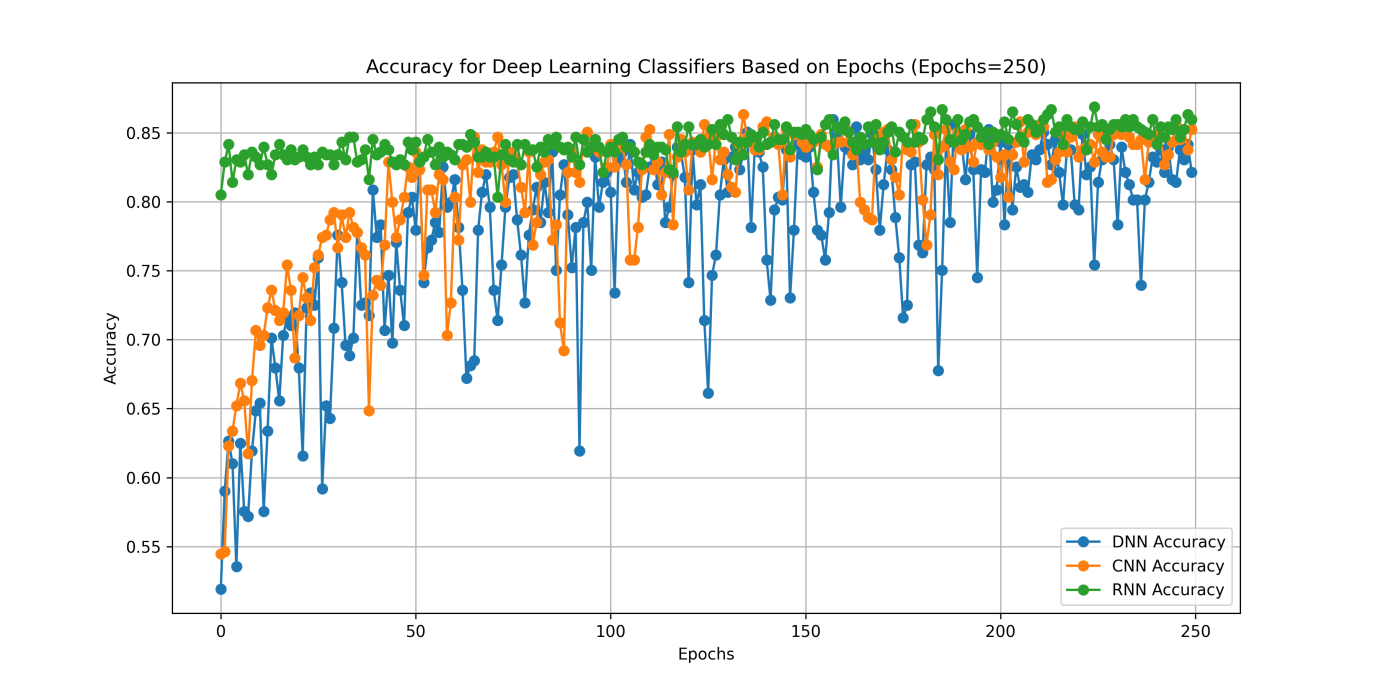 Accuracy for Deep Learning Classifiers Based on Epochs (Epochs=250)
Accuracy
0.85
0.80
0.75
0.70
0.65
0.60
0.55
DNN Accuracy
CNN Accuracy
RNN Accuracy
0 50 100 150 200 250
Epochs